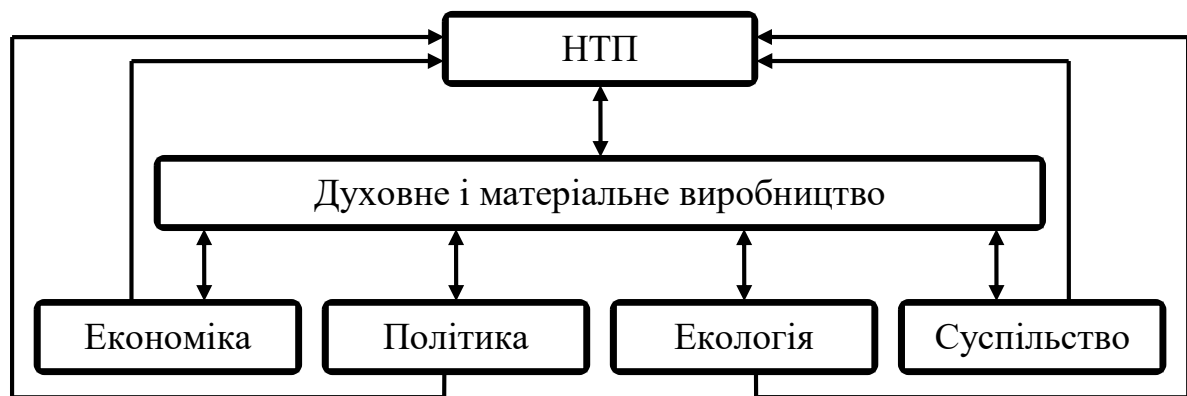 НТП
Духовне і матеріальне виробництво
Економіка
Політика
Екологія
Суспільство